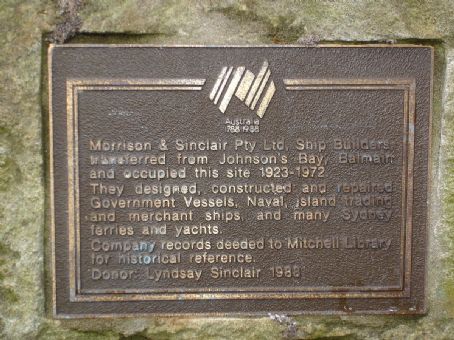 Australia
1788-1988
Morrison & Sinclair Pty Ltd, Ship Builders,
transferred from Johnson's Bay, Balmain
and occupied this site 1923-1972.
They designed, constructed and repaired
Government Vessels, Naval, island trading
and merchant ships, and many Sydney
ferries and yachts.
Company records deeded to Mitchell Library
for historical reference.
Donor: Lyndsay Sinclair 1988